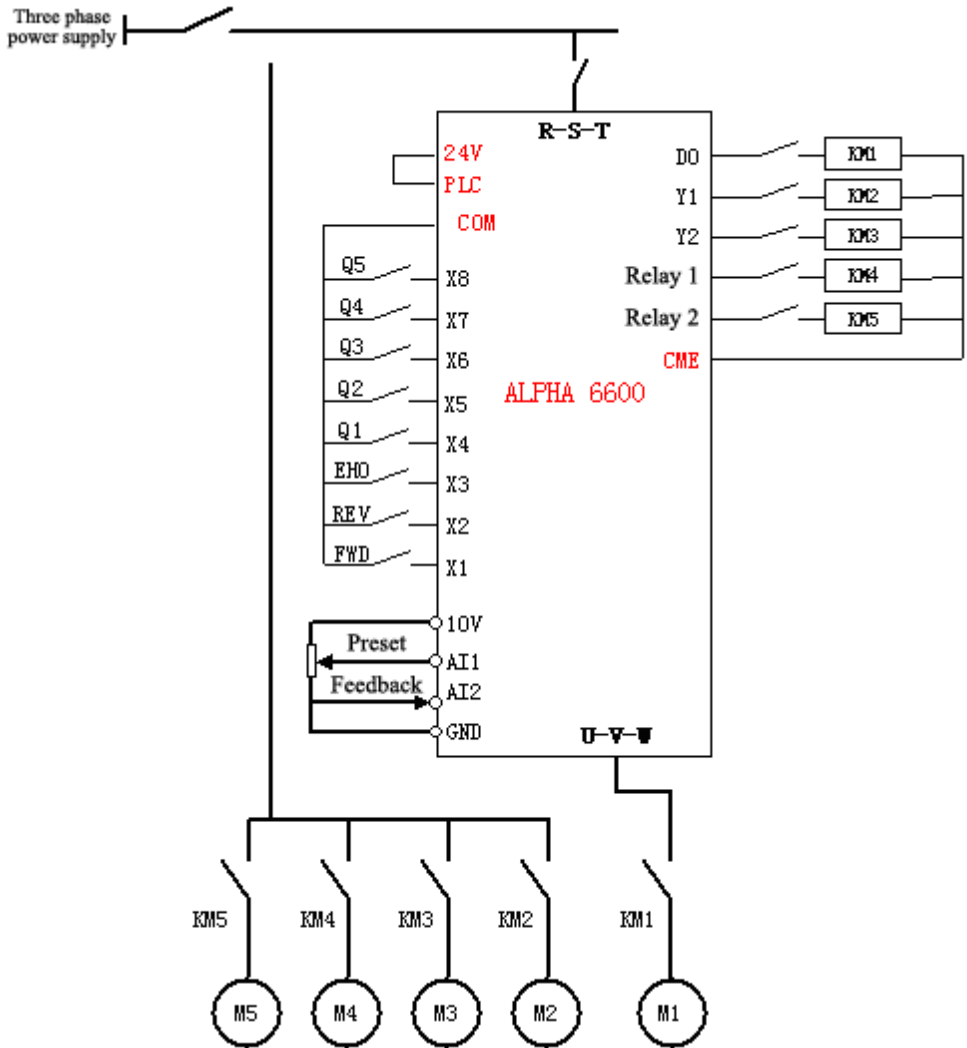 Three phase
power supply
R-S-T
24V
PLC
COM
Q5
X8
Q4
X7
Q3
X6
Q2
X5
Q1
X4
EHO
X3
REV
X2
FWD
X1
10V
Preset
AI1
Feedback
AI2
GND
DO
KM1
Y1
KM2
Y2
KM3
Relay 1
KM4
Relay 2
KM5
CME
ALPHA 6600
U-V-W
KM5
KM4
KM3
KM2
KM1
M5
M4
M3
M2
M1